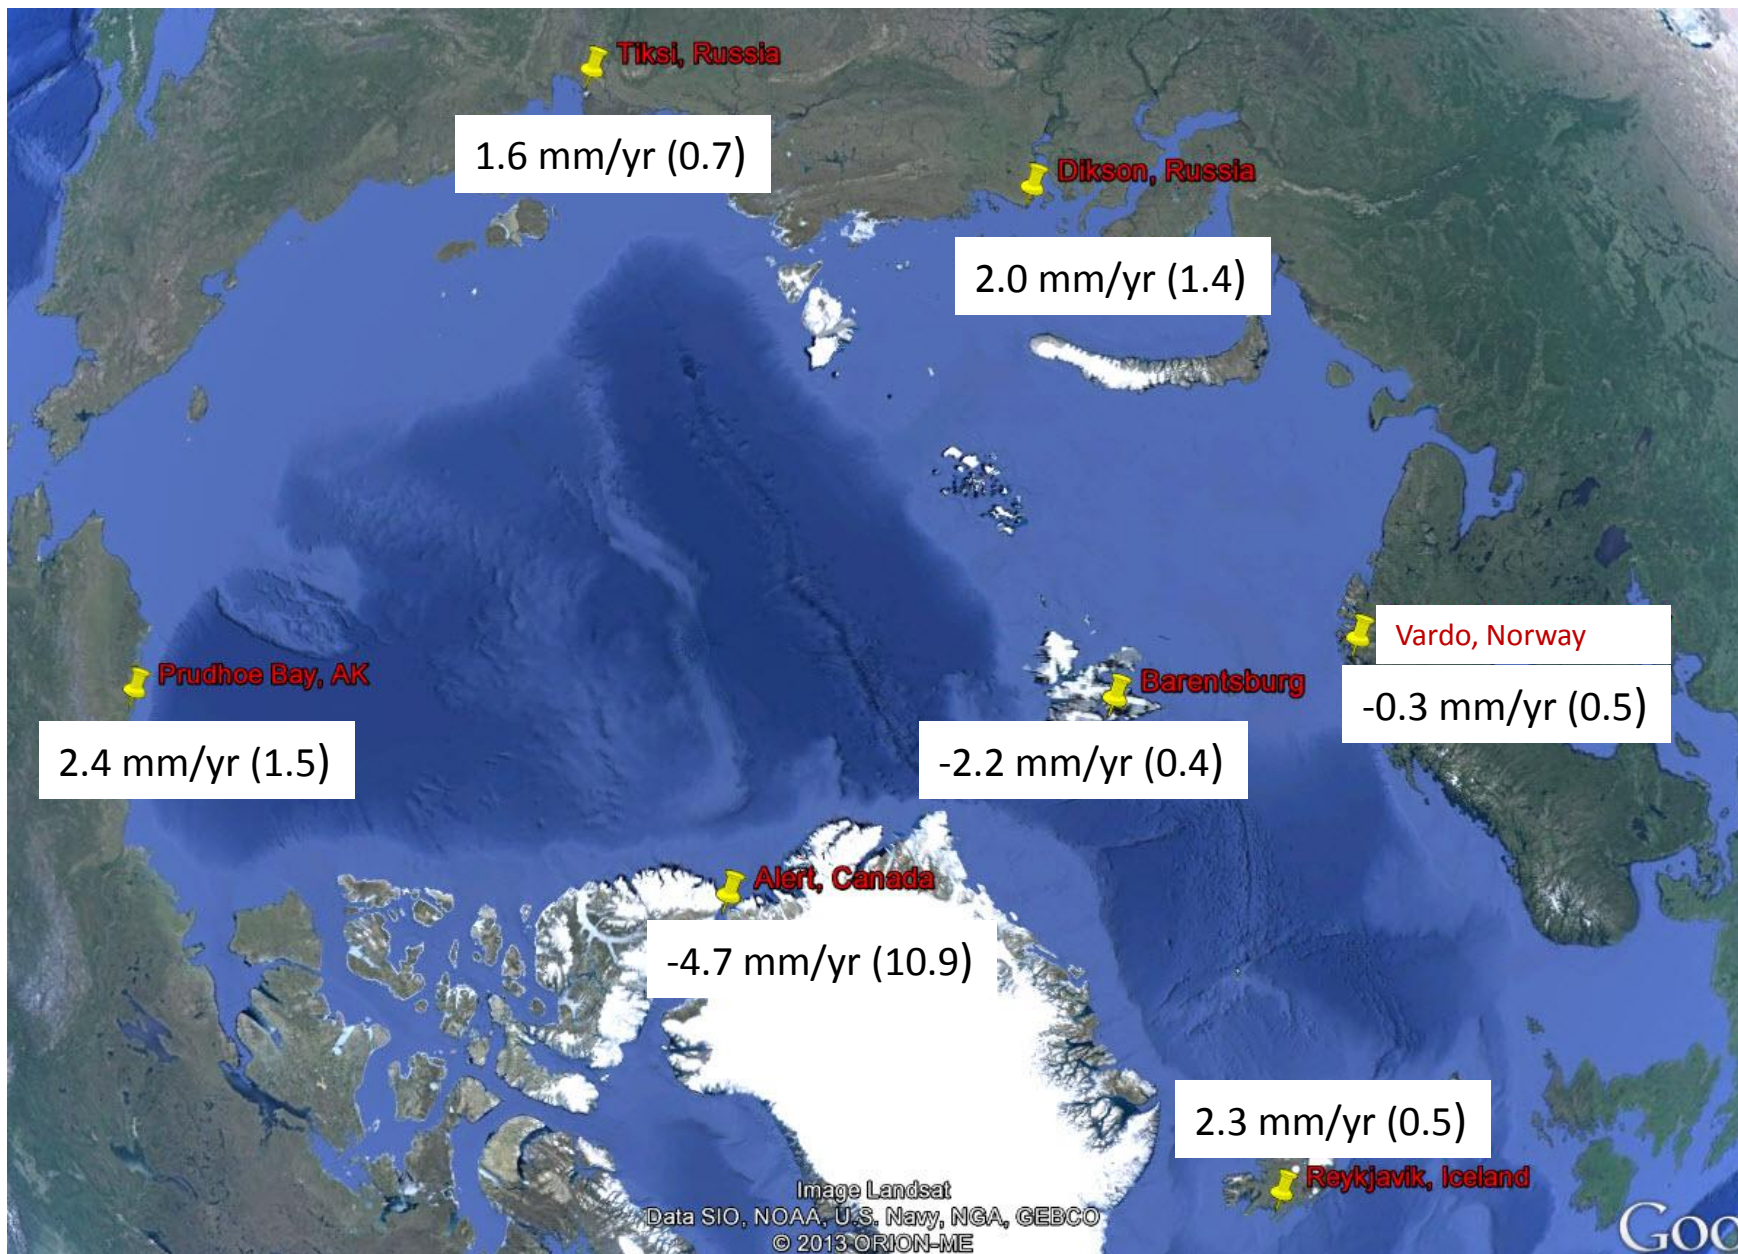 Tiksi, Russia
1.6 mm/yr (0.7)
Dikson, Russia
2.0 mm/yr (1.4)
Vardo, Norway
-0.3 mm/yr (0.5)
Prudhoe Bay, AK
2.4 mm/yr (1.5)
Barentsburg
-2.2 mm/yr (0.4)
Alert, Canada
-4.7 mm/yr (10.9)
2.3 mm/yr (0.5)
Reykjavik, Iceland
Image Landsat
Data SIO, NOAA, U.S. Navy, NGA, GEBCO
© 2013 ORION-ME
Goo